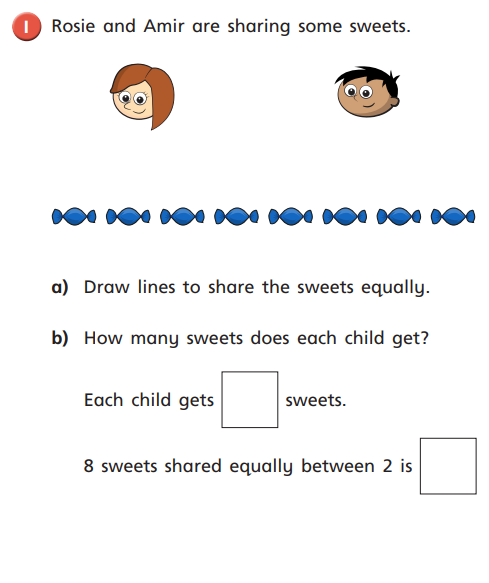 1 Rosie and Amir are sharing some sweets.
a) Draw lines to share the sweets equally.
b) How many sweets does each child get?
Each child gets sweets.
8 sweets shared equally between 2 is